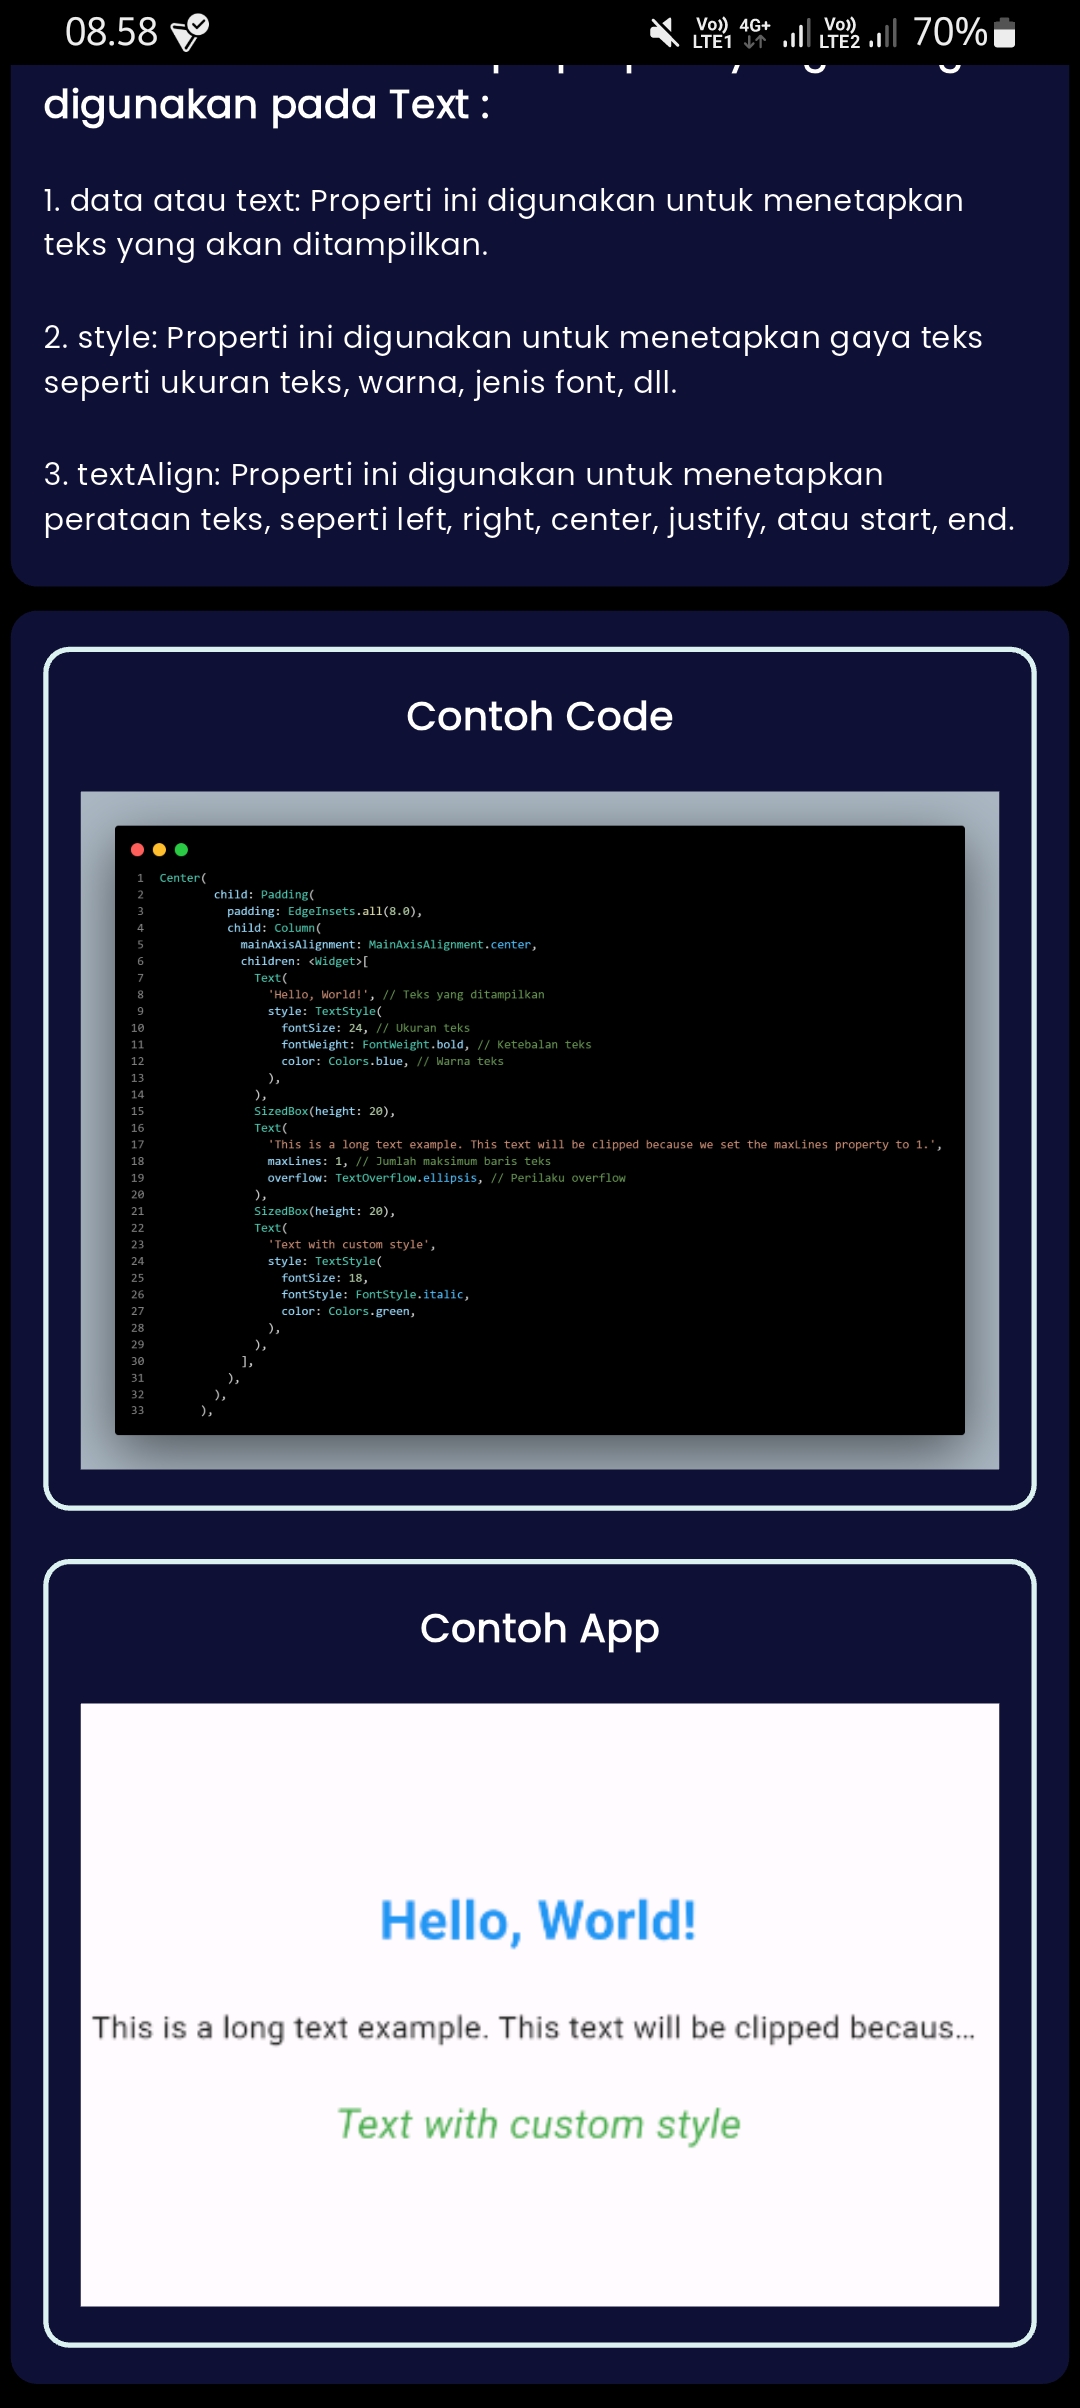 08.58
Vo)) LTE1 4G+ Vo)) LTE2 70%
digunakan pada Text :
1. data atau text: Properti ini digunakan untuk menetapkan
teks yang akan ditampilkan.
2. style: Properti ini digunakan untuk menetapkan gaya teks
seperti ukuran teks, warna, jenis font, dll.
3. textAlign: Properti ini digunakan untuk menetapkan
perataan teks, seperti left, right, center, justify, atau start, end.
Contoh Code
1 Center(
2 child: Padding(
3 padding: EdgeInsets.all(8.0),
4 child: Column(
5 mainAxisAlignment: MainAxisAlignment.center,
6 children: <Widget>[
7 Text(
8 'Hello, World!', // Teks yang ditampilkan
9 style: TextStyle(
10 fontSize: 24, // Ukuran teks
11 fontWeight: FontWeight.bold, // Ketebalan teks
12 color: Colors.blue, // Warna teks
13 ),
14 ),
15 SizedBox(height: 20),
16 Text(
17 'This is a long text example. This text will be clipped because we set the maxLines property to 1.',
18 maxLines: 1, // Jumlah maksimum baris teks
19 overflow: TextOverflow.ellipsis, // Perilaku overflow
20 ),
21 SizedBox(height: 20),
22 Text(
23 'Text with custom style',
24 style: TextStyle(
25 fontSize: 18,
26 fontStyle: FontStyle.italic,
27 color: Colors.green,
28 ),
29 ),
30 ],
31 ),
32 ),
33 ),
Contoh App
Hello, World!
This is a long text example. This text will be clipped becaus...
Text with custom style